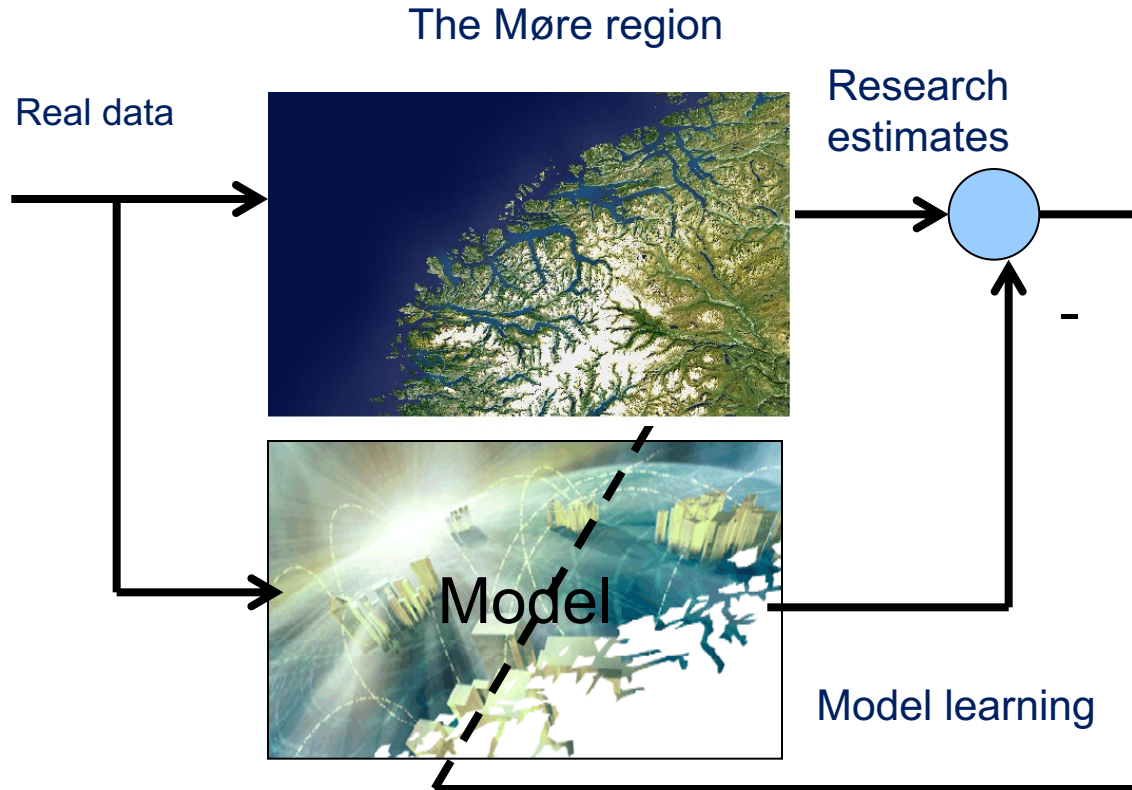 The Møre region
Real data
Research
estimates
-
Model
Model learning